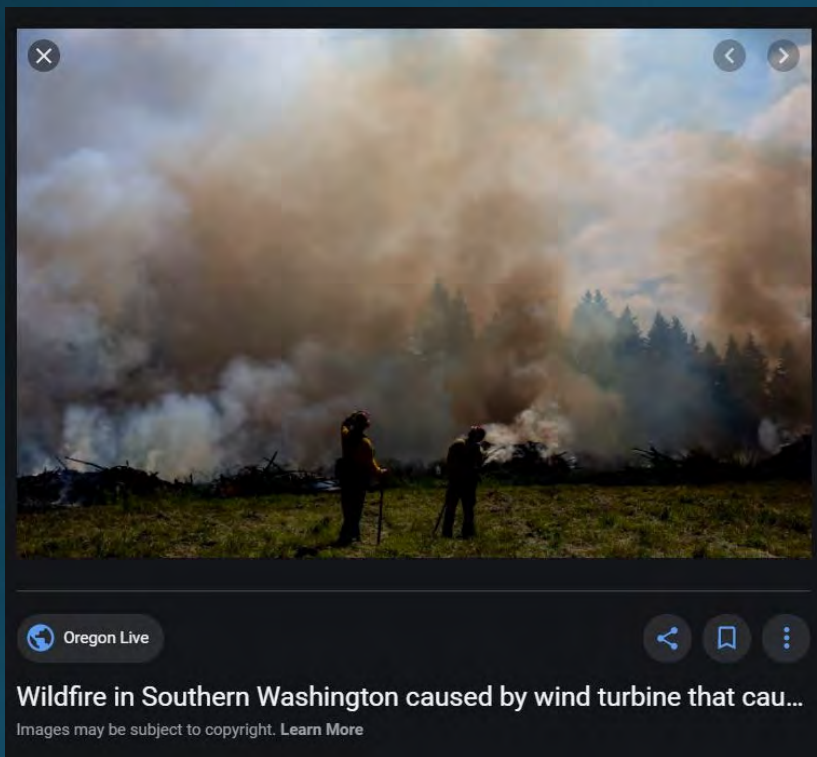 Oregon Live
Wildfire in Southern Washington caused by wind turbine that cau...
Images may be subject to copyright. Learn More